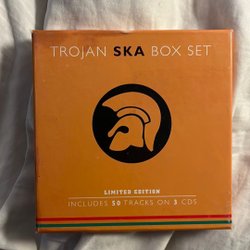 TROJAN SKA BOX SET
LIMITED EDITION
INCLUDES 50 TRACKS ON 3 CDS